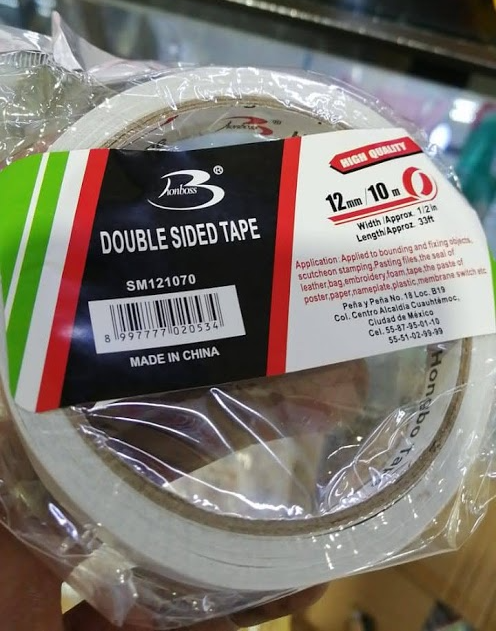 Honboss
HIGH QUALITY
Bionboss ®
12mm/10m
Width/Approx. 1/2in
Length/Approz. 33ft
DOUBLE SIDED TAPE
Application:Applied to bounding and fixing objects,
scutcheon stamping,Pasting files,the seal of
leather,bag,embroidery,foam,tape,the paste of
poster,paper,nameplate,plastic,membrane switch etc.
SM121070
8 997777 020534
MADE IN CHINA
Peña y Peña No. 18 Loc. B19
Col. Centro Alcaldía Cuauhtémoc,
Ciudad de México
Cel. 55-87-95-01-10
55-51-02-99-99
Hongbo Tape